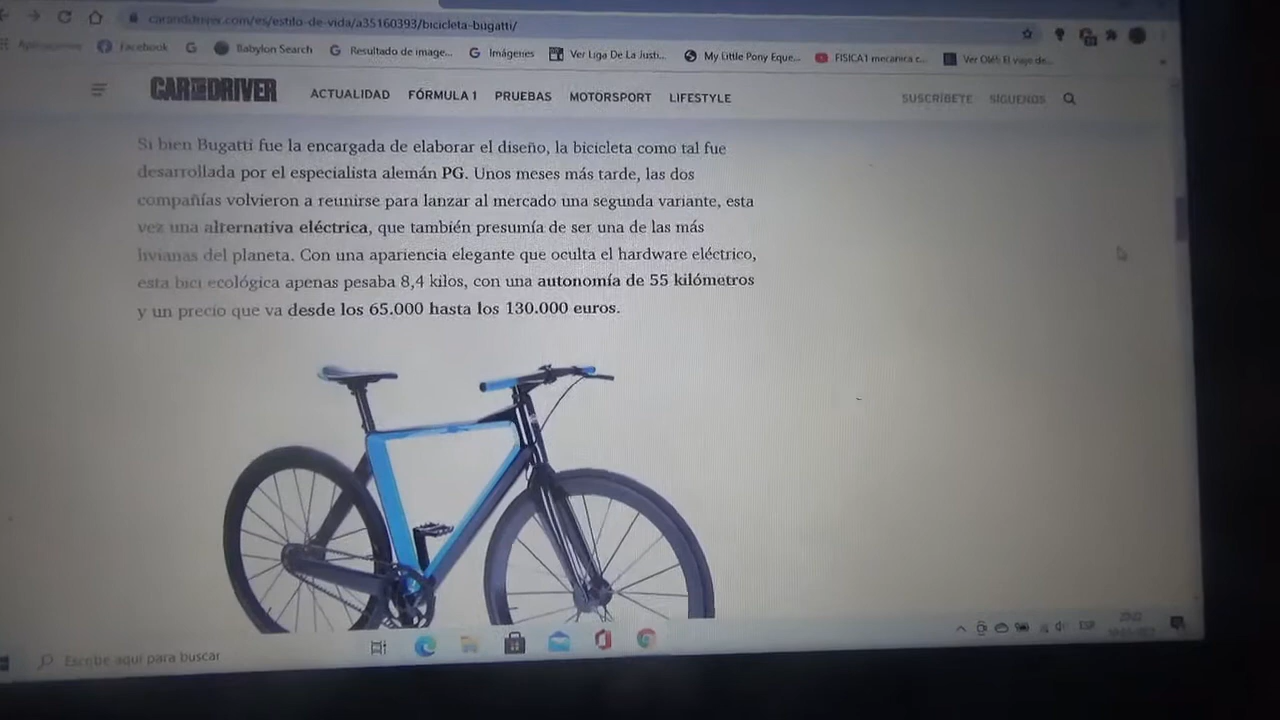 caranddriver.com/es/estilo-de-vida/a35160393/bicicleta-bugatti/
Aplicaciones Facebook Babylon Search Resultado de image... Imágenes Ver Liga De La Justi... My Little Pony Eque... FISICA1 mecanica c... Ver Olé! El viaje de...
CAR AND DRIVER ACTUALIDAD FÓRMULA 1 PRUEBAS MOTORSPORT LIFESTYLE SUSCRÍBETE SÍGUENOS
Si bien Bugatti fue la encargada de elaborar el diseño, la bicicleta como tal fue
desarrollada por el especialista alemán PG. Unos meses más tarde, las dos
compañías volvieron a reunirse para lanzar al mercado una segunda variante, esta
vez una alternativa eléctrica, que también presumía de ser una de las más
livianas del planeta. Con una apariencia elegante que oculta el hardware eléctrico,
esta bici ecológica apenas pesaba 8,4 kilos, con una autonomía de 55 kilómetros
y un precio que va desde los 65.000 hasta los 130.000 euros.
Escribe aquí para buscar
ESP